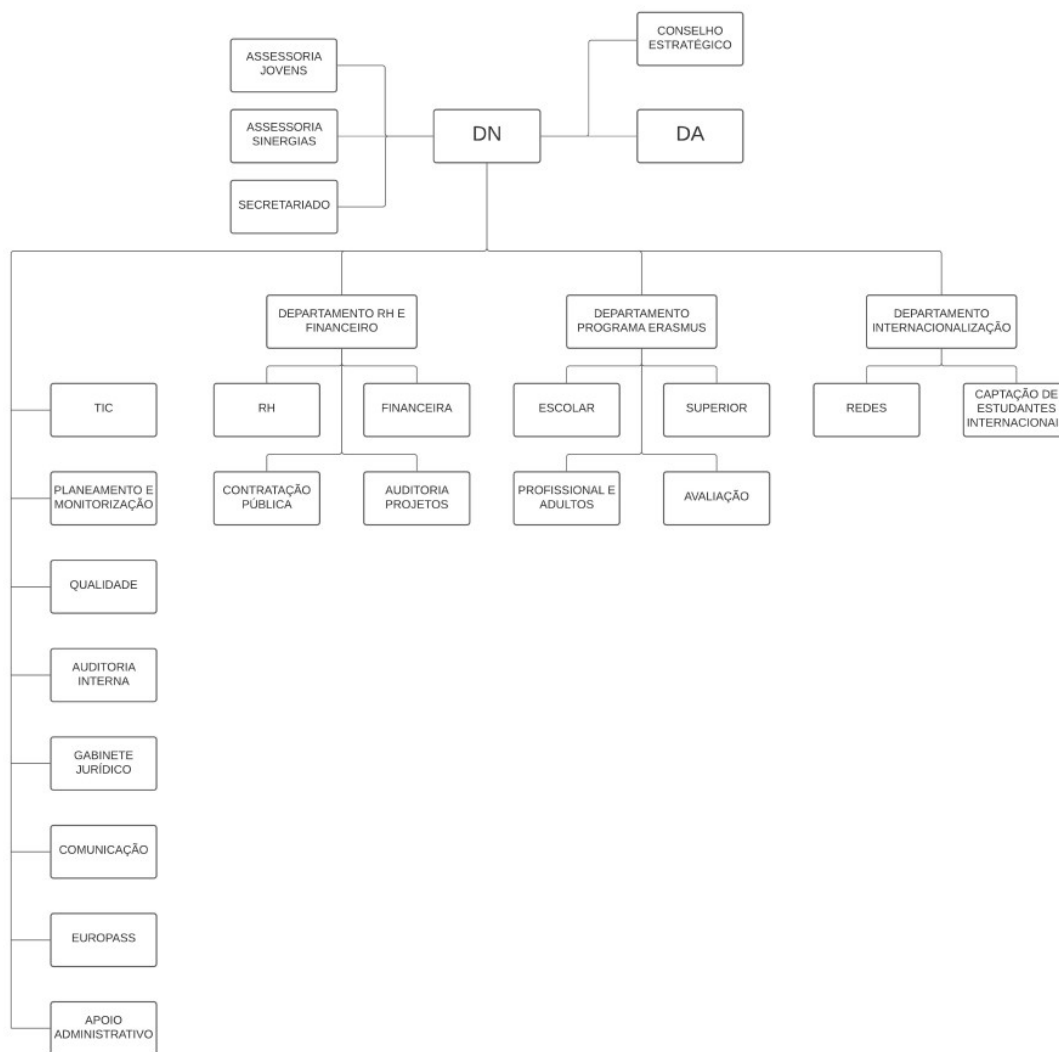 CONSELHO
ESTRATÉGICO
ASSESSORIA
JOVENS
ASSESSORIA
SINERGIAS
DN
DA
SECRETARIADO
DEPARTAMENTO RH E
FINANCEIRO
DEPARTAMENTO
PROGRAMA ERASMUS
DEPARTAMENTO
INTERNACIONALIZAÇÃO
TIC
RH
FINANCEIRA
ESCOLAR
SUPERIOR
REDES
CAPTAÇÃO DE
ESTUDANTES
INTERNACIONAI
PLANEAMENTO E
MONITORIZAÇÃO
CONTRATAÇÃO
PÚBLICA
AUDITORIA
PROJETOS
PROFISSIONAL E
ADULTOS
AVALIAÇÃO
QUALIDADE
AUDITORIA
INTERNA
GABINETE
JURÍDICO
COMUNICAÇÃO
EUROPASS
APOIO
ADMINISTRATIVO